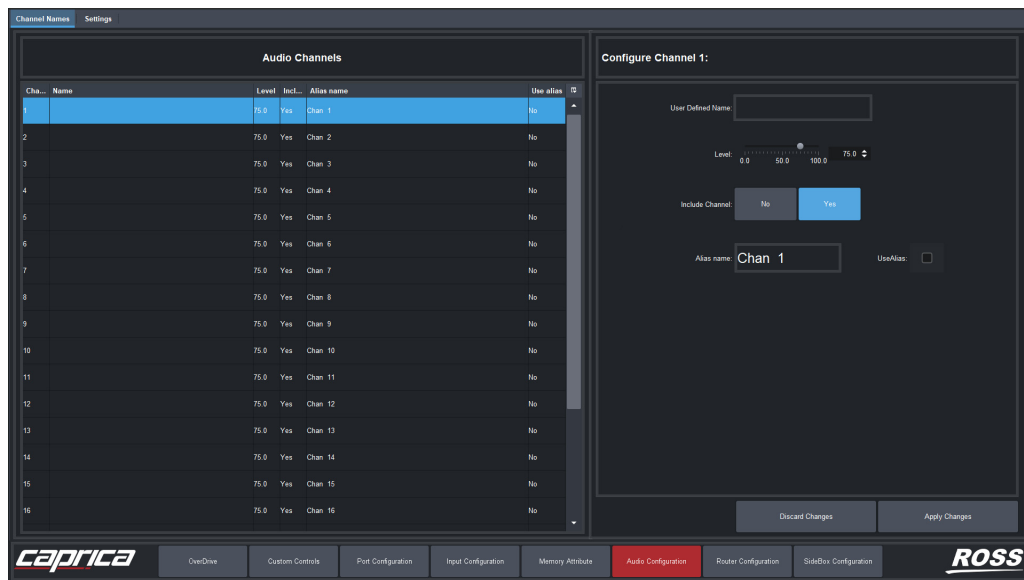 Channel Names Settings
Audio Channels
Cha... Name Level Incl... Alias name Use alias
1 75.0 Yes Chan 1 No
2 75.0 Yes Chan 2 No
3 75.0 Yes Chan 3 No
4 75.0 Yes Chan 4 No
5 75.0 Yes Chan 5 No
6 75.0 Yes Chan 6 No
7 75.0 Yes Chan 7 No
8 75.0 Yes Chan 8 No
9 75.0 Yes Chan 9 No
10 75.0 Yes Chan 10 No
11 75.0 Yes Chan 11 No
12 75.0 Yes Chan 12 No
13 75.0 Yes Chan 13 No
14 75.0 Yes Chan 14 No
15 75.0 Yes Chan 15 No
16 75.0 Yes Chan 16 No
Configure Channel 1:
User Defined Name:
Level: 75.0
0.0 50.0 100.0
Include Channel: No Yes
Alias name: Chan 1 UseAlias:
Discard Changes Apply Changes
caprica OverDrive Custom Controls Port Configuration Input Configuration Memory Attribute Audio Configuration Router Configuration SideBox Configuration ROSS